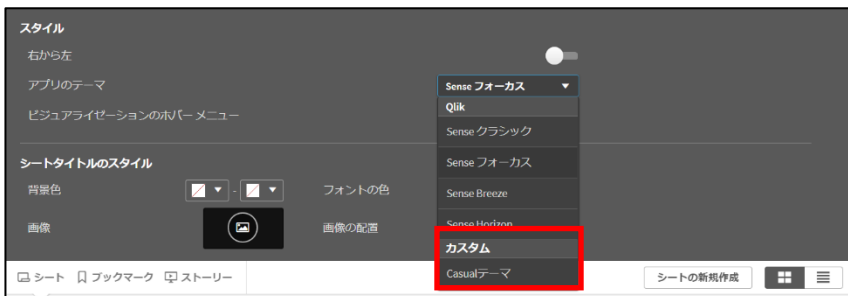 スタイル
右から左
アプリのテーマ
Sense フォーカス
ビジュアライゼーションのホバー メニュー
Qlik
Sense クラシック
Sense フォーカス
Sense Breeze
Sense Horizon
カスタム
Casualテーマ
シートタイトルのスタイル
背景色
-
フォントの色
画像
画像の配置
シート ブックマーク ストーリー
シートの新規作成